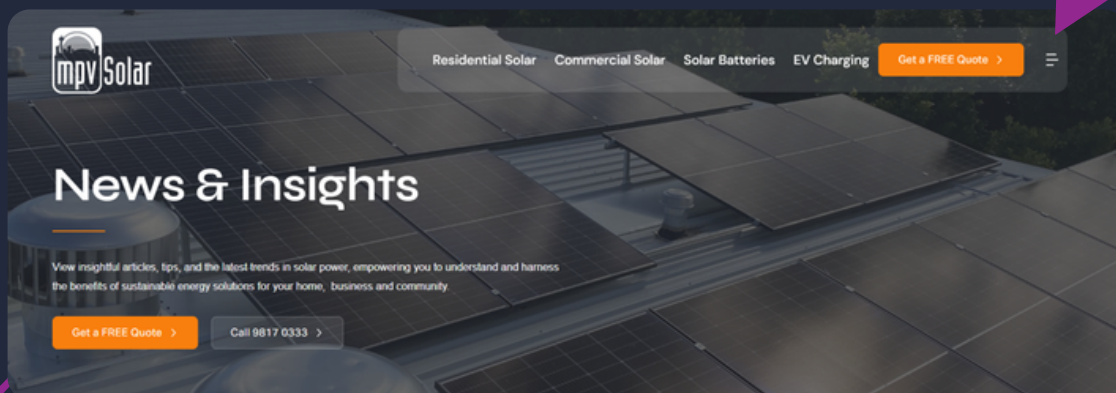 mpv Solar
Residential Solar Commercial Solar Solar Batteries EV Charging Get a FREE Quote
News & Insights
View insightful articles, tips, and the latest trends in solar power, empowering you to understand and harness
the benefits of sustainable energy solutions for your home, business and community.
Get a FREE Quote Call 9817 0333